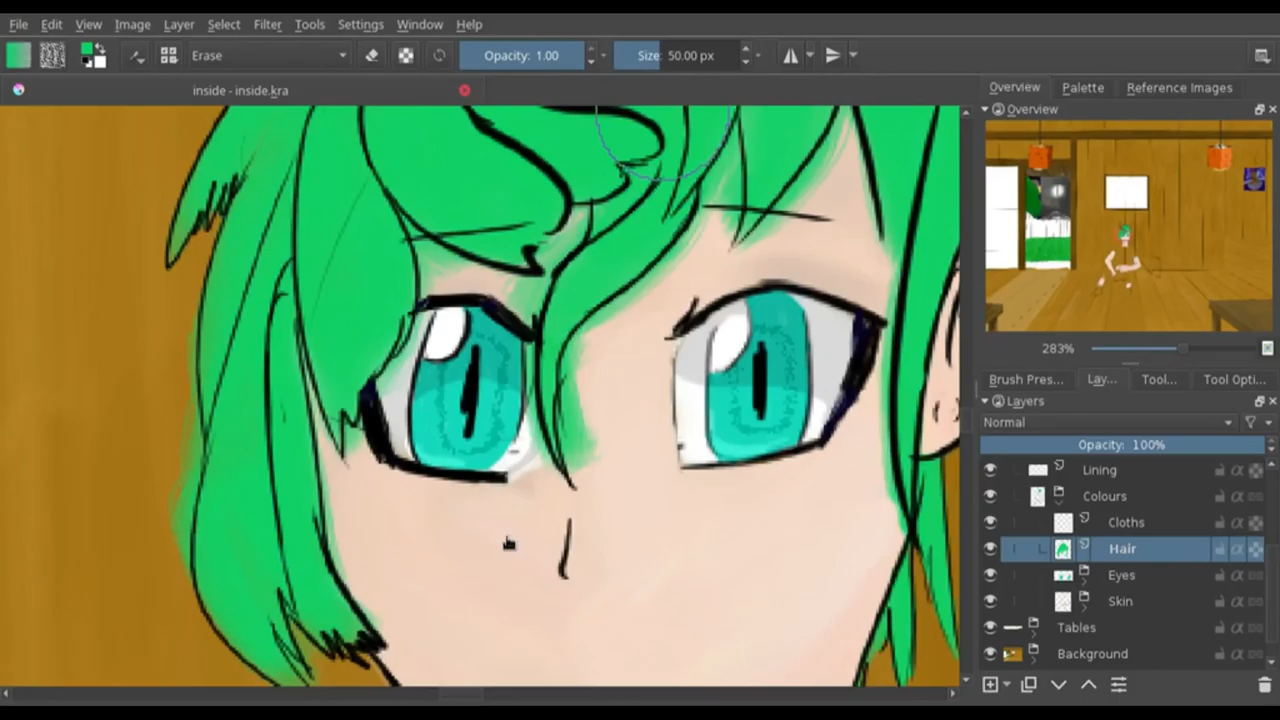 File Edit View Image Layer Select Filter Tools Settings Window Help
Erase Opacity: 1.00 Size: 50.00 px
inside - inside.kra
Overview Palette Reference Images
Overview
283%
Brush Pres... Lay... Tool... Tool Opti...
Layers
Normal
Opacity: 100%
Lining
Colours
Cloths
Hair
Eyes
Skin
Tables
Background